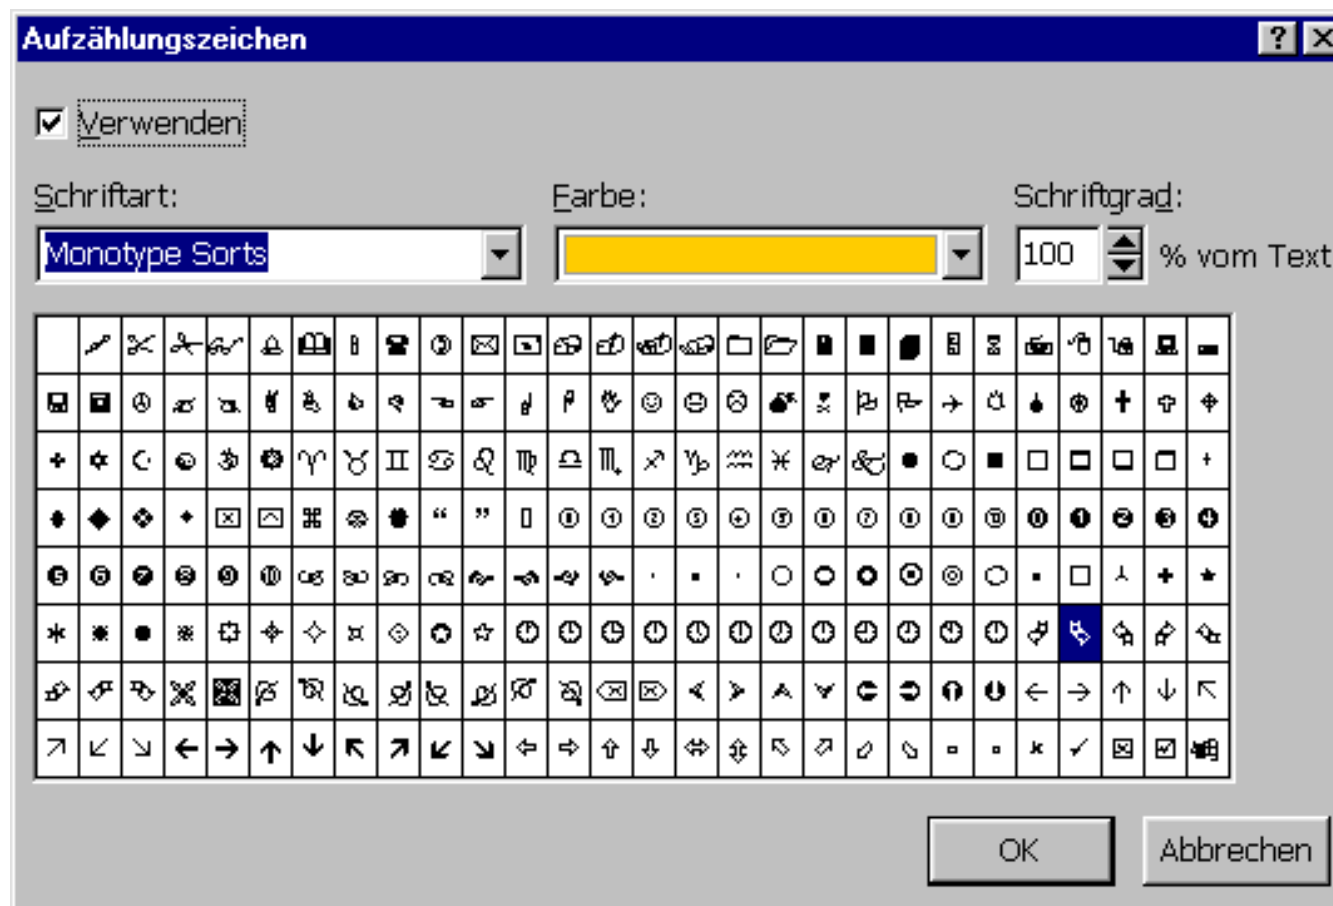 Aufzählungszeichen
Verwenden
Schriftart: Farbe: Schriftgrad:
Monotype Sorts 100 % vom Text
OK Abbrechen